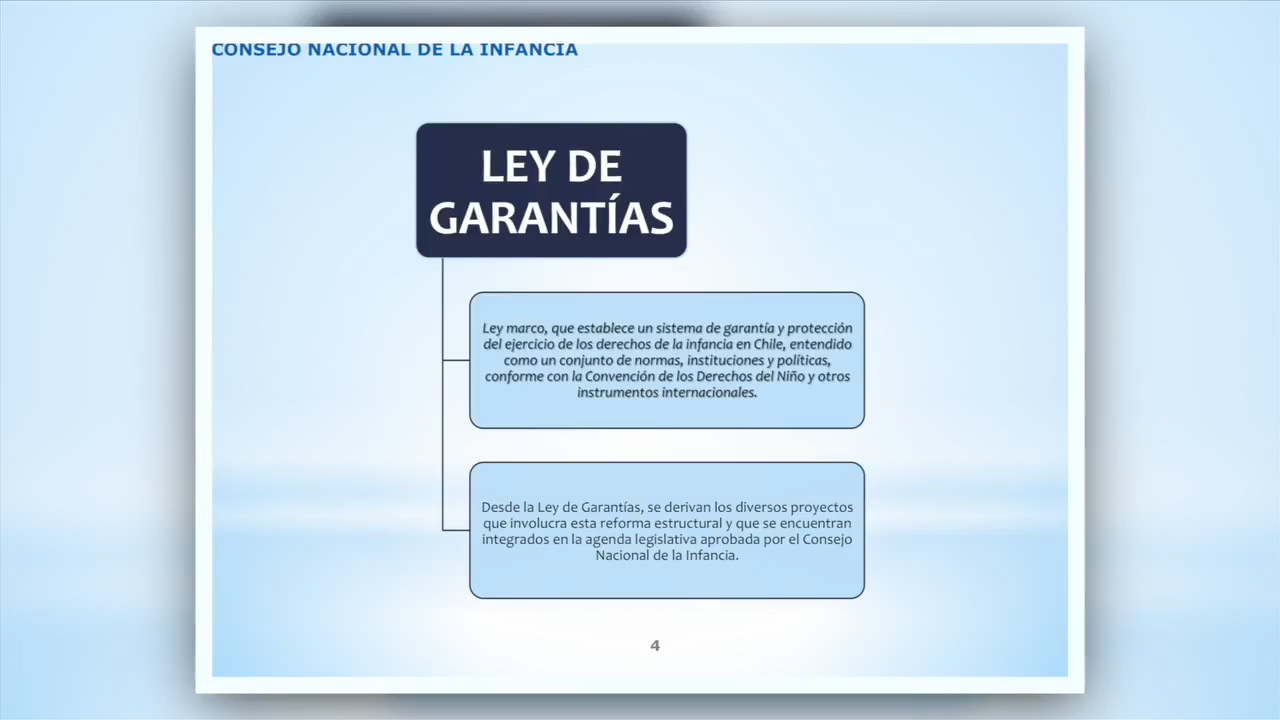 CONSEJO NACIONAL DE LA INFANCIA
LEY DE
GARANTÍAS
Ley marco, que establece un sistema de garantía y protección
del ejercicio de los derechos de la infancia en Chile, entendido
como un conjunto de normas, instituciones y políticas,
conforme con la Convención de los Derechos del Niño y otros
instrumentos internacionales.
Desde la Ley de Garantías, se derivan los diversos proyectos
que involucra esta reforma estructural y que se encuentran
integrados en la agenda legislativa aprobada por el Consejo
Nacional de la Infancia.
4